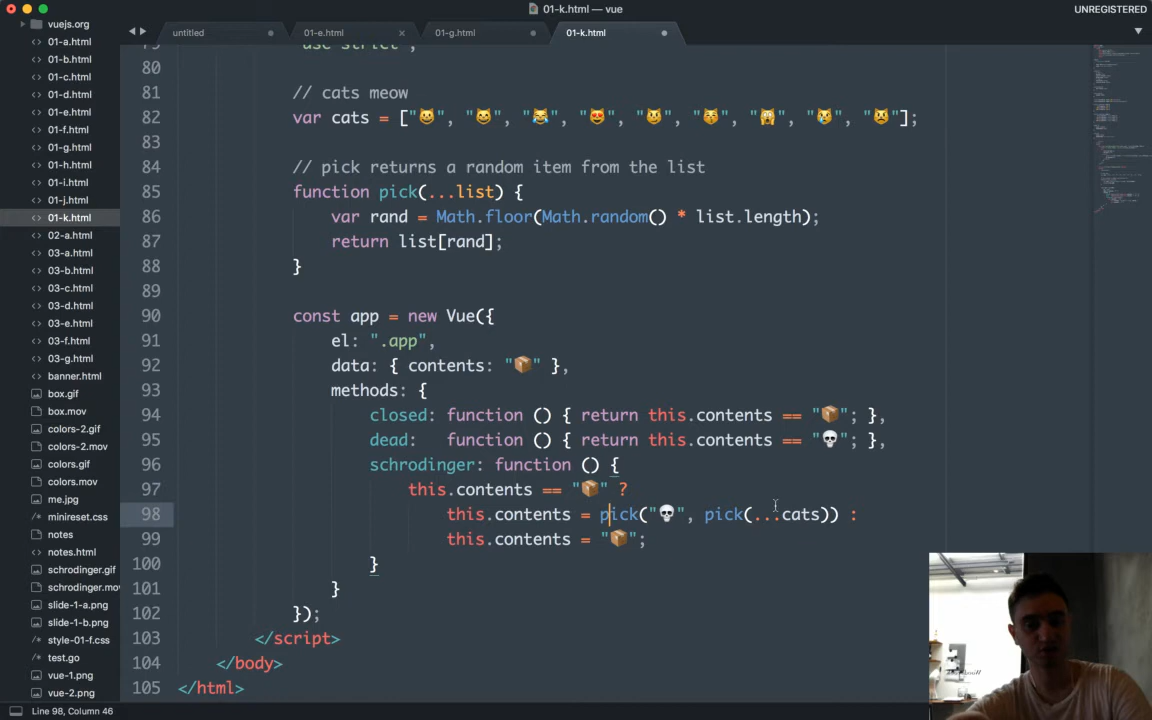 01-k.html — vue
UNREGISTERED
untitled
01-e.html
01-g.html
01-k.html
vuejs.org
01-a.html
01-b.html
01-c.html
01-d.html
01-e.html
01-f.html
01-g.html
01-h.html
01-i.html
01-j.html
01-k.html
02-a.html
03-a.html
03-b.html
03-c.html
03-d.html
03-e.html
03-f.html
03-g.html
banner.html
box.gif
box.mov
colors-2.gif
colors-2.mov
colors.gif
colors.mov
me.jpg
minireset.css
notes
notes.html
schrodinger.gif
schrodinger.mov
slide-1-a.png
slide-1-b.png
style-01-f.css
test.go
vue-1.png
vue-2.png
79 "use strict";
80
81 // cats meow
82 var cats = ["😺", "😸", "😹", "😻", "😼", "😽", "🙀", "😿", "😾"];
83
84 // pick returns a random item from the list
85 function pick(...list) {
86 var rand = Math.floor(Math.random() * list.length);
87 return list[rand];
88 }
89
90 const app = new Vue({
91 el: ".app",
92 data: { contents: "📦" },
93 methods: {
94 closed: function () { return this.contents == "📦"; },
95 dead: function () { return this.contents == "💀"; },
96 schrodinger: function () {
97 this.contents == "📦" ?
98 this.contents = pick("💀", pick(...cats)) :
99 this.contents = "📦";
100 }
101 }
102 });
103 </script>
104 </body>
105 </html>
Line 98, Column 46